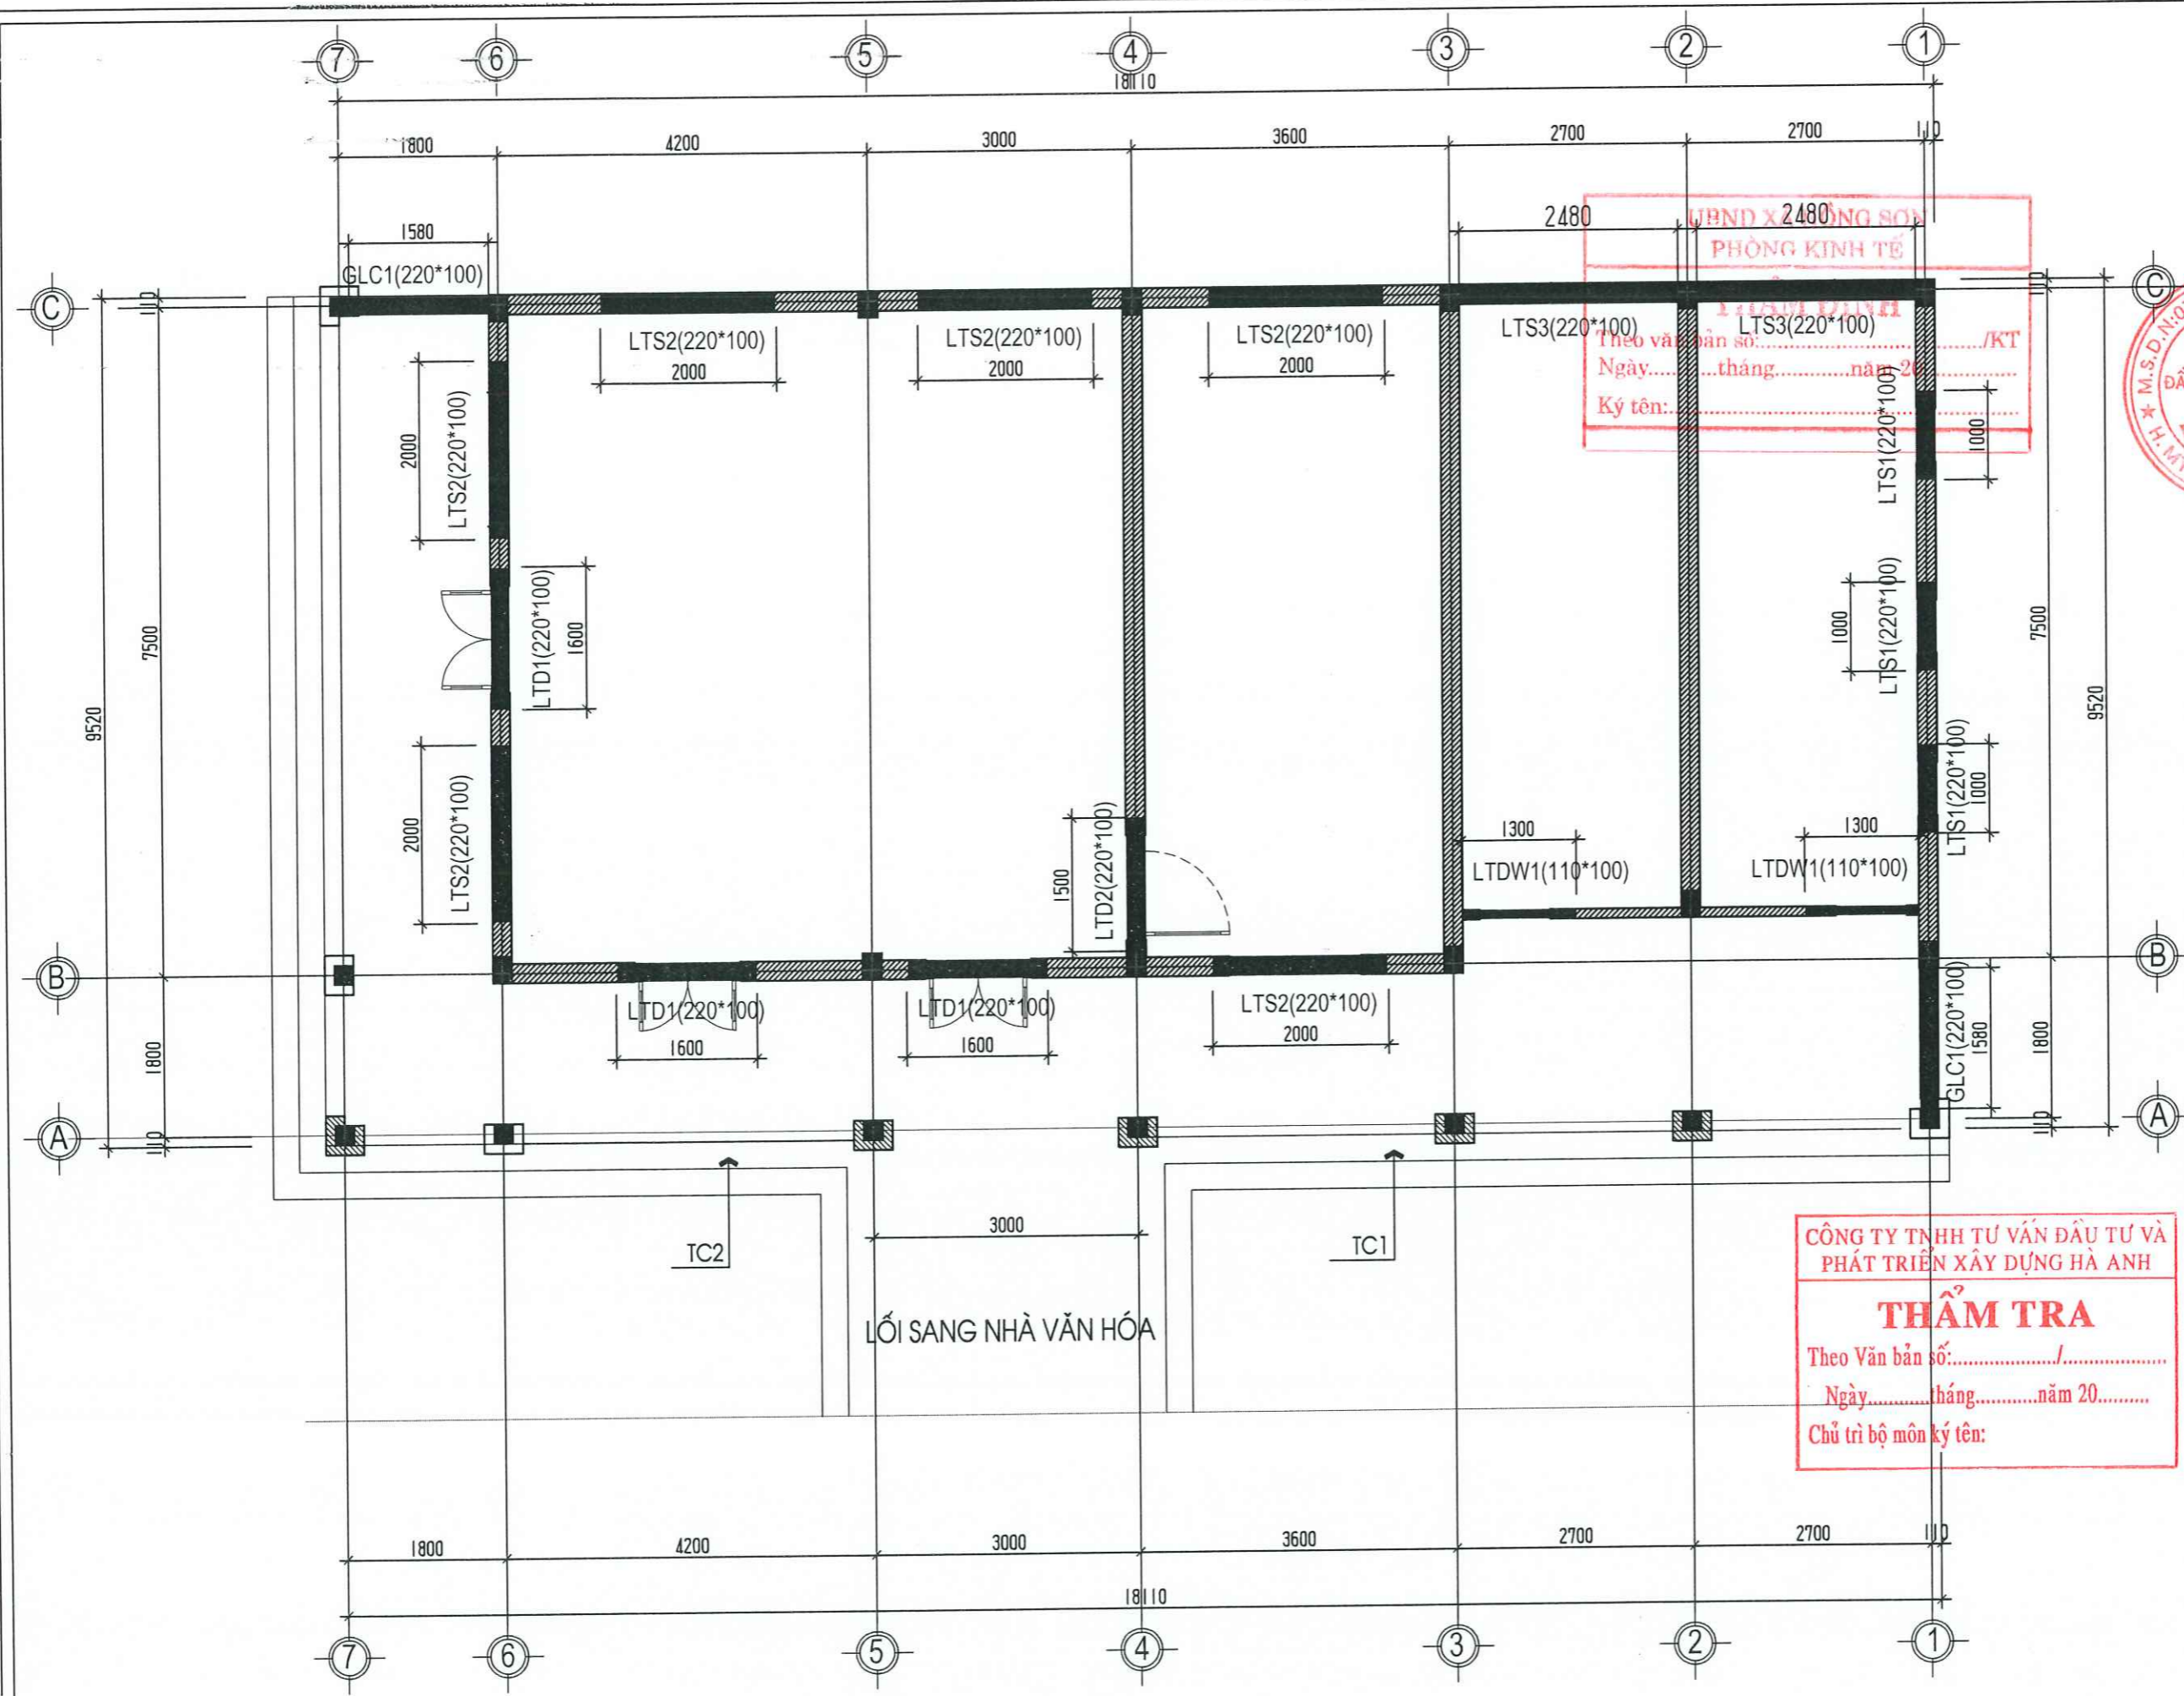 7 6 5 4 3 2 1
18110
1800 4200 3000 3600 2700 2700 110
1580
2480 2480
GLC1(220*100)
UBND XÃ HỒNG SƠN
PHÒNG KINH TẾ
THẨM ĐỊNH
Theo văn bản số:............/KT
Ngày.........tháng............năm 20............
Ký tên:............
C
C
110
110
LTS2(220*100)
2000
LTS2(220*100)
2000
LTS2(220*100)
2000
LTS3(220*100)
LTS3(220*100)
M.S.D.N:0
2000
LTS2(220*100)
LTS1(220*100)
1000
7500
9520
LTD1(220*100)
1600
1000
LTS1(220*100)
7500
9520
2000
LTS2(220*100)
1500
LTD2(220*100)
1300
LTDW1(110*100)
1300
LTDW1(110*100)
LTS1(220*100)
1000
B
B
LTD1(220*100)
1600
LTD1(220*100)
1600
LTS2(220*100)
2000
GLC1(220*100)
1580
1800
1800
A
A
110
110
TC2
3000
TC1
LỐI SANG NHÀ VĂN HÓA
CÔNG TY TNHH TƯ VẤN ĐẦU TƯ VÀ
PHÁT TRIỂN XÂY DỰNG HÀ ANH
THẨM TRA
Theo Văn bản số:..................../....................
Ngày............tháng............năm 20..........
Chủ trì bộ môn ký tên:
1800 4200 3000 3600 2700 2700 110
18110
7 6 5 4 3 2 1